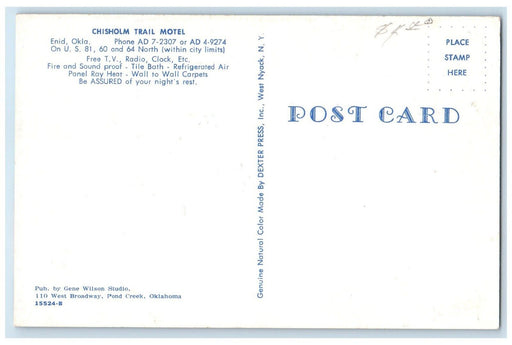 CHISHOLM TRAIL MOTEL
Enid, Okla. Phone AD 7-2307 or AD 4-9274
On U. S. 81, 60 and 64 North (within city limits)
Free T.V., Radio, Clock, Etc.
Fire and Sound proof - Tile Bath - Refrigerated Air
Panel Ray Heat - Wall to Wall Carpets
Be ASSURED of your night's rest.
PLACE
STAMP
HERE
POST CARD
Genuine Natural Color Made By DEXTER PRESS, Inc., West Nyack, N. Y
Pub. by Gene Wilson Studio,
110 West Broadway, Pond Creek, Oklahoma
15524-B